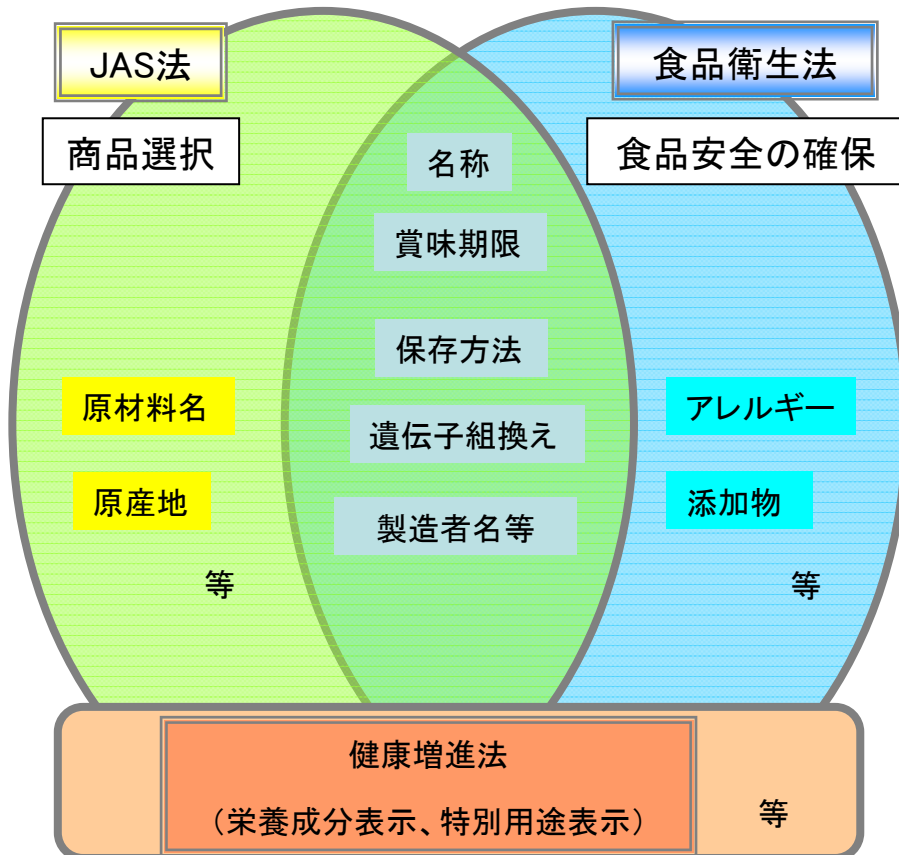 JAS法
食品衛生法
商品選択
食品安全の確保
名称
賞味期限
保存方法
原材料名
アレルギー
遺伝子組換え
原産地
添加物
製造者名等
等
等
健康増進法
（栄養成分表示、特別用途表示）
等